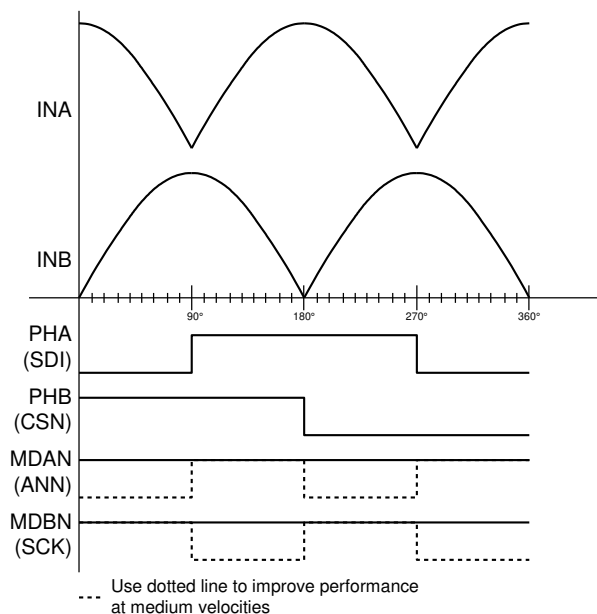 INA
INB
90° 180° 270° 360°
PHA
(SDI)
PHB
(CSN)
MDAN
(ANN)
MDBN
(SCK)
Use dotted line to improve performance
at medium velocities